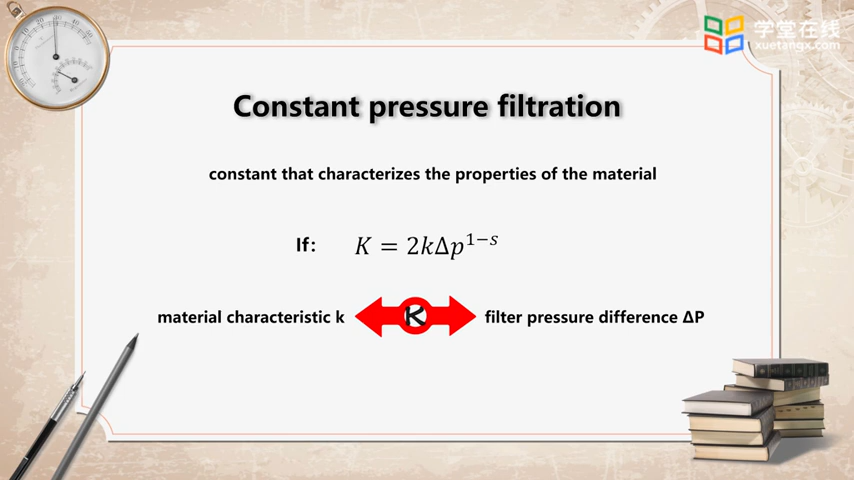 学堂在线
xuetangx.com
Constant pressure filtration
constant that characterizes the properties of the material
If: K = 2kΔp^{1−s}
material characteristic k K filter pressure difference ΔP